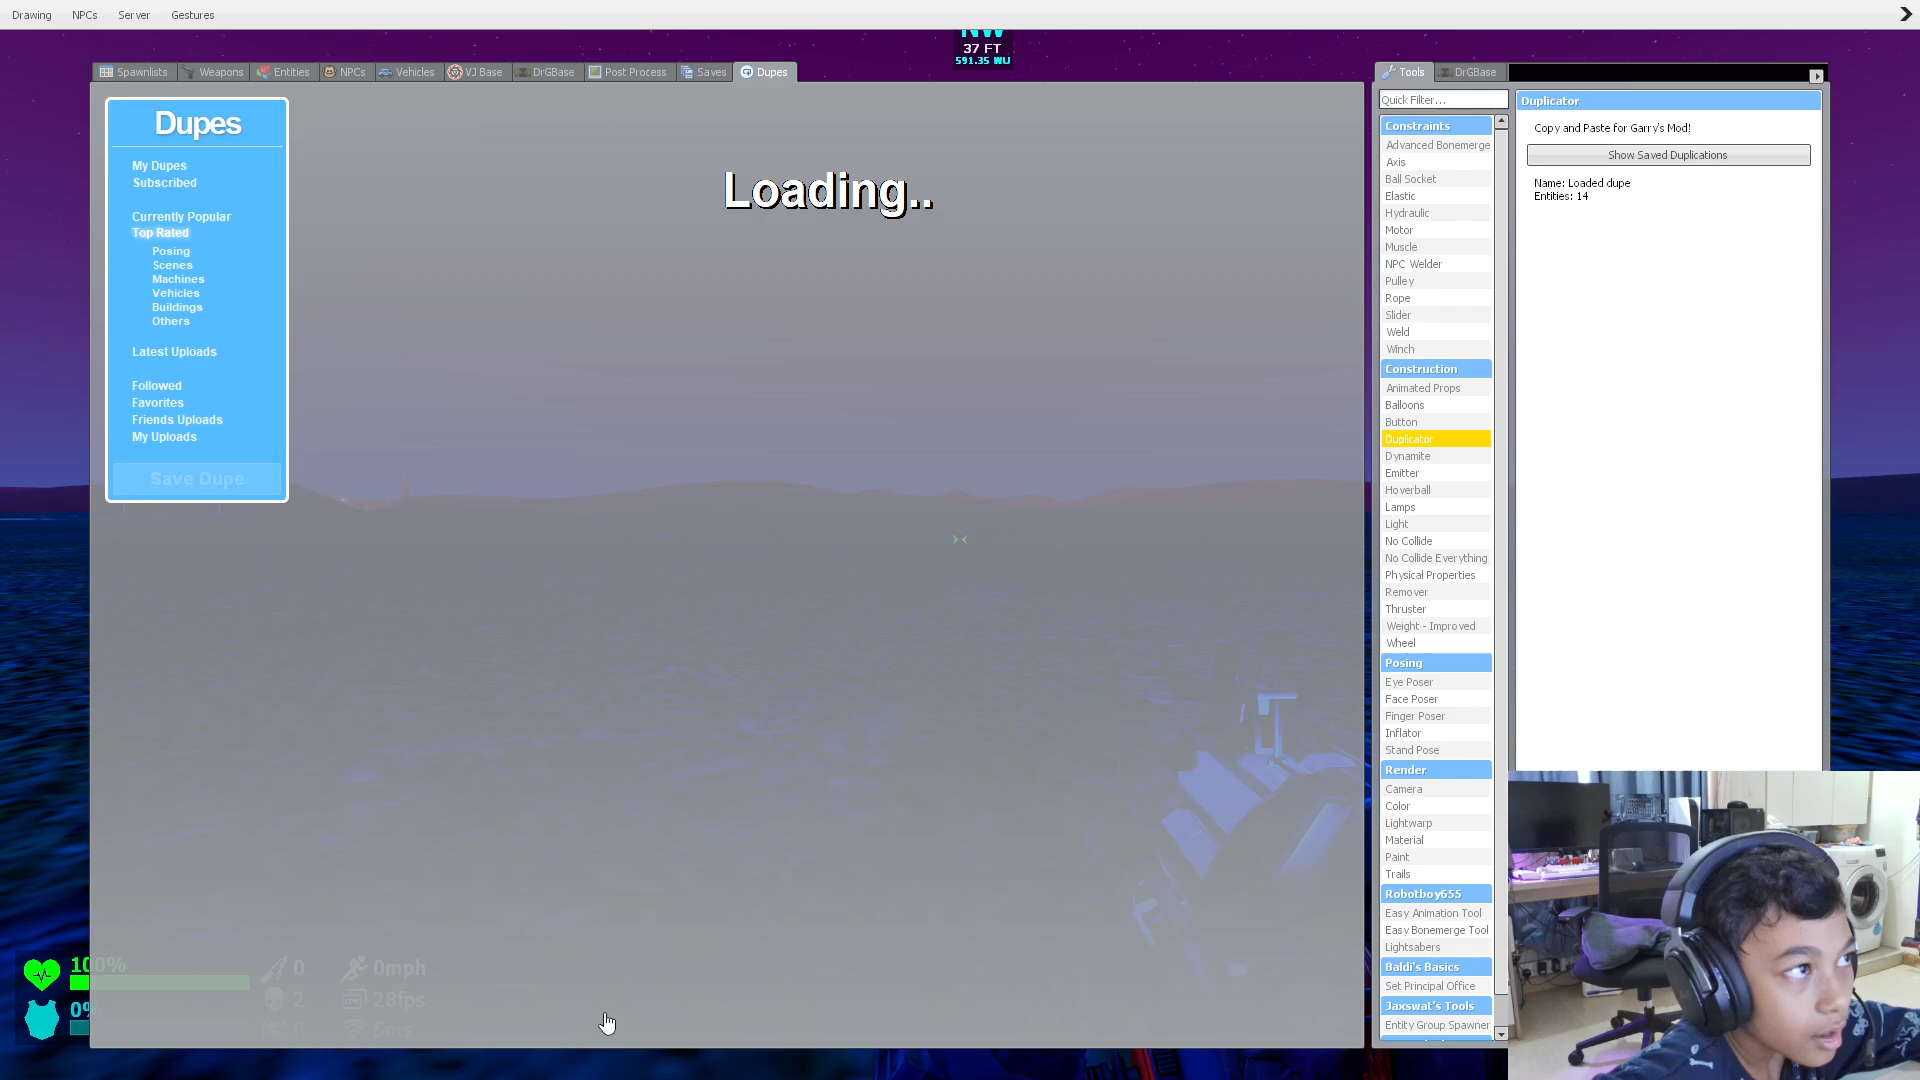 Drawing NPCs Server Gestures
NW
37 FT
591.35 WU
Spawnlists Weapons Entities NPCs Vehicles VJ Base DrGBase Post Process Saves Dupes
Dupes
My Dupes
Subscribed
Currently Popular
Top Rated
Posing
Scenes
Machines
Vehicles
Buildings
Others
Latest Uploads
Followed
Favorites
Friends Uploads
My Uploads
Save Dupe
Loading..
100%
0%
0
2
0
0mph
28fps
5ms
Tools DrGBase
Quick Filter...
Constraints
Advanced Bonemerge
Axis
Ball Socket
Elastic
Hydraulic
Motor
Muscle
NPC Welder
Pulley
Rope
Slider
Weld
Winch
Construction
Animated Props
Balloons
Button
Duplicator
Dynamite
Emitter
Hoverball
Lamps
Light
No Collide
No Collide Everything
Physical Properties
Remover
Thruster
Weight - Improved
Wheel
Posing
Eye Poser
Face Poser
Finger Poser
Inflator
Stand Pose
Render
Camera
Color
Lightwarp
Material
Paint
Trails
Robotboy655
Easy Animation Tool
Easy Bonemerge Tool
Lightsabers
Baldi's Basics
Set Principal Office
Jaxswat's Tools
Entity Group Spawner
Duplicator
Copy and Paste for Garry's Mod!
Show Saved Duplications
Name: Loaded dupe
Entities: 14